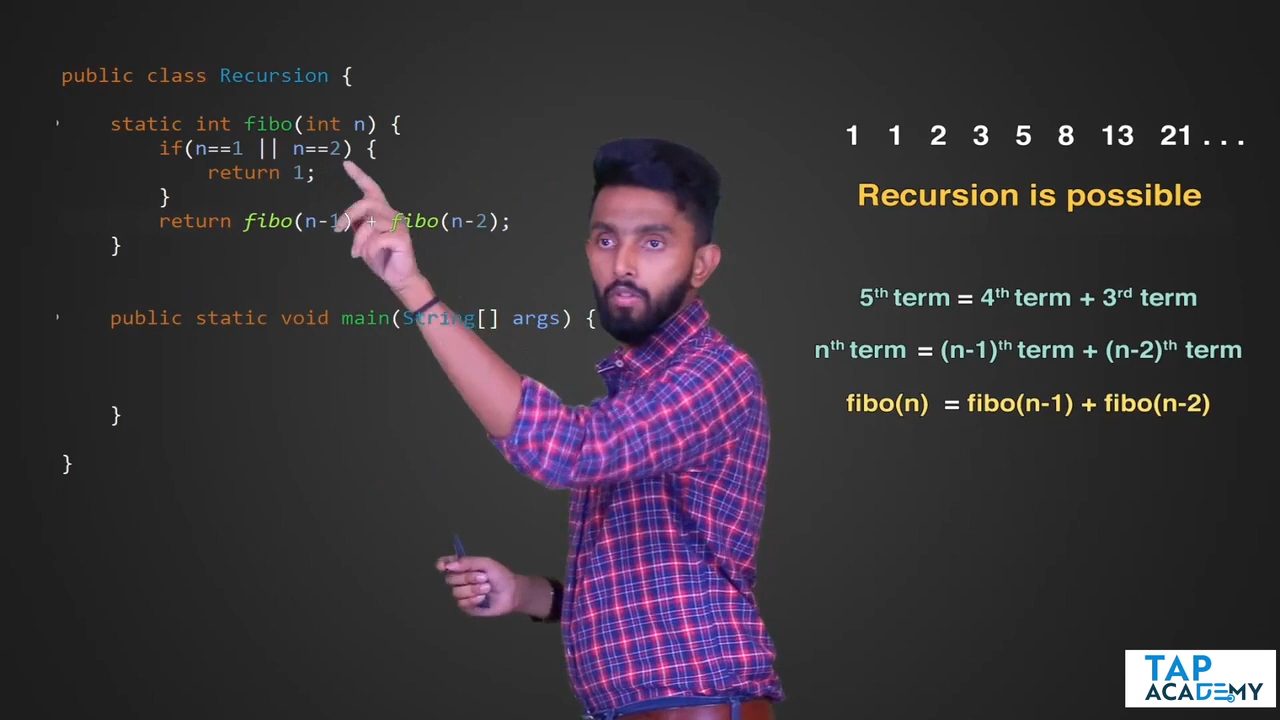 public class Recursion {
static int fibo(int n) {
if(n==1 || n==2) {
return 1;
}
return fibo(n-1) + fibo(n-2);
}
public static void main(String[] args) {
}
}
1 1 2 3 5 8 13 21 . . .
Recursion is possible
5th term = 4th term + 3rd term
nth term = (n-1)th term + (n-2)th term
fibo(n) = fibo(n-1) + fibo(n-2)
TAP
ACADEMY